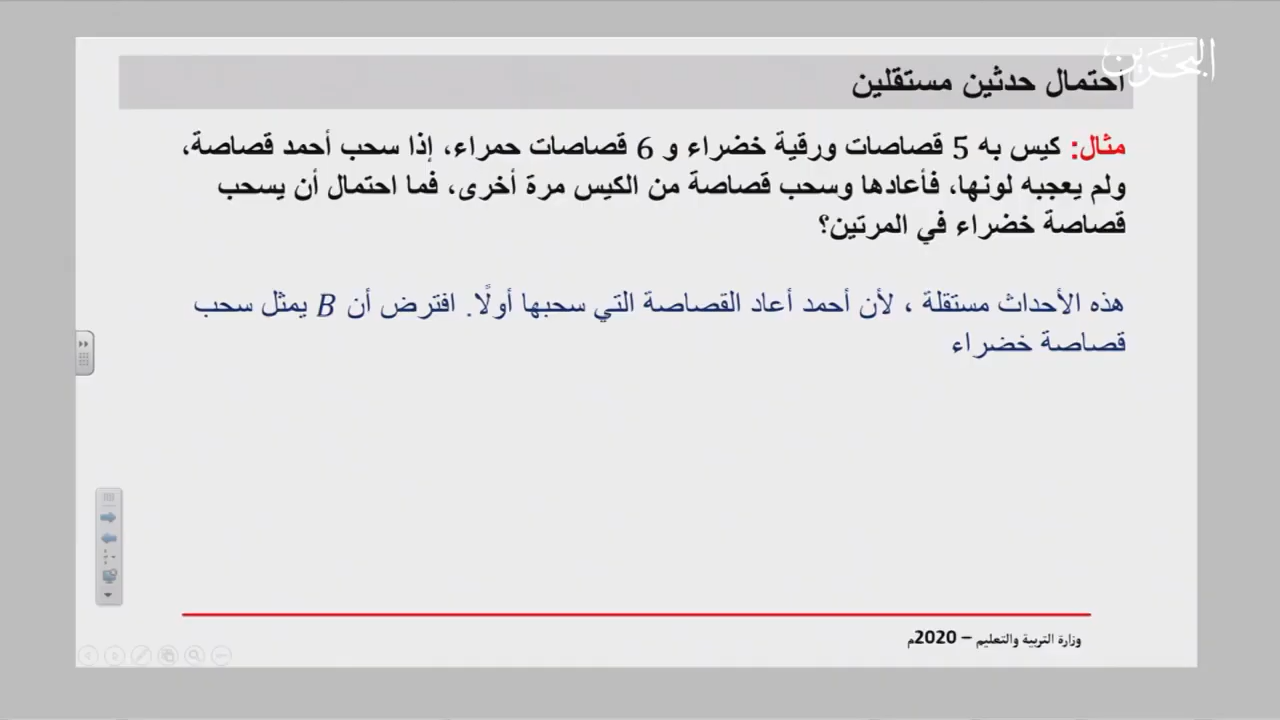 البحرين
احتمال حدثين مستقلين
مثال: كيس به 5 قصاصات ورقية خضراء و 6 قصاصات حمراء، إذا سحب أحمد قصاصة،
ولم يعجبه لونها، فأعادها وسحب قصاصة من الكيس مرة أخرى، فما احتمال أن يسحب
قصاصة خضراء في المرتين؟
هذه الأحداث مستقلة ، لأن أحمد أعاد القصاصة التي سحبها أولًا. افترض أن B يمثل سحب
قصاصة خضراء
وزارة التربية والتعليم – 2020م